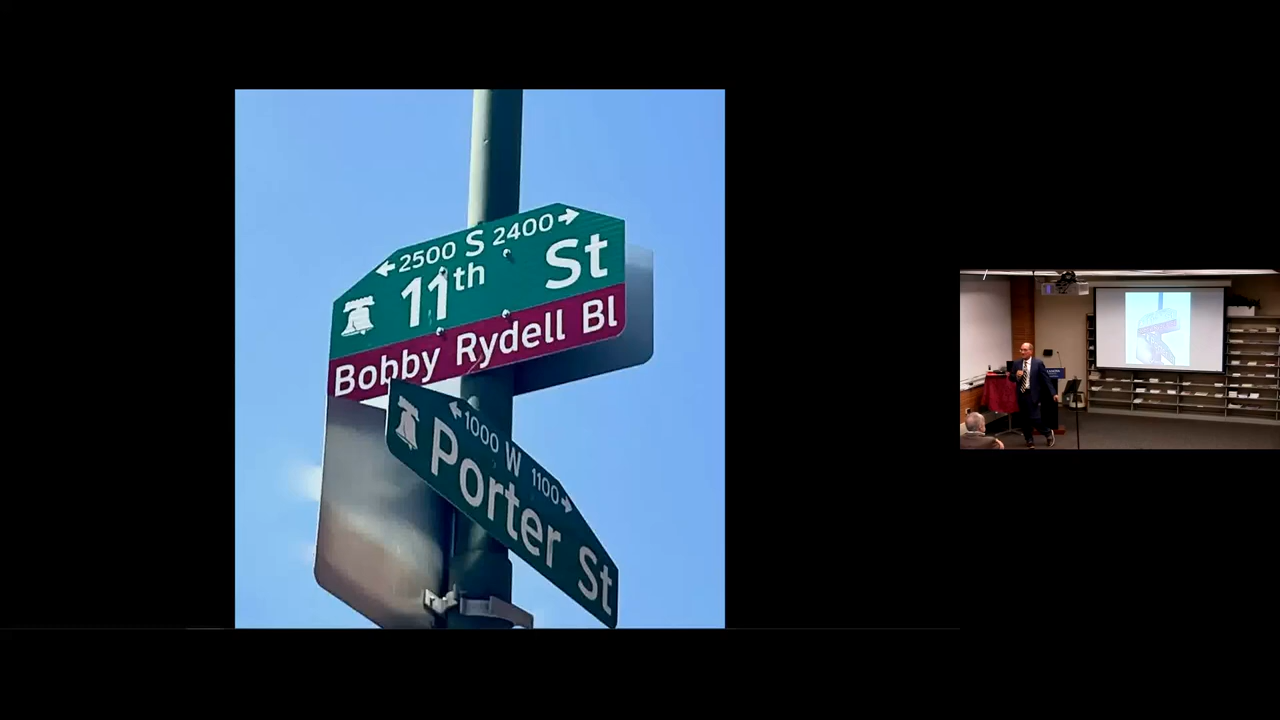 2500 S 2400
11th St
Bobby Rydell Bl
1000 W 1100
Porter St